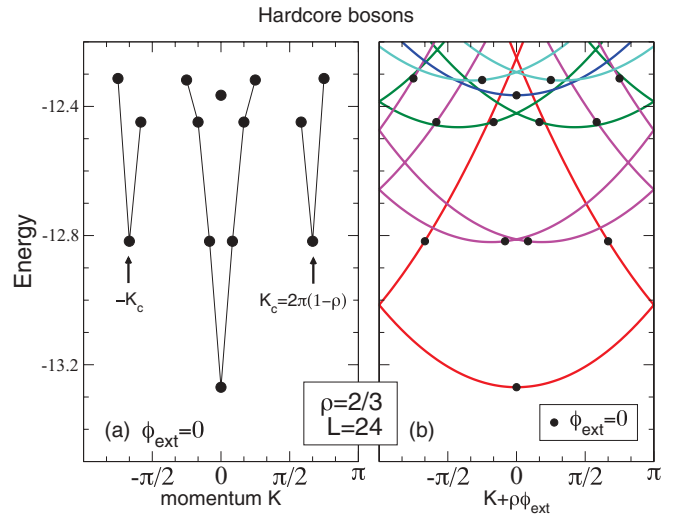 Hardcore bosons
Energy
-12.4
-12.8
-13.2
-K_c
K_c=2π(1-ρ)
(a) ϕ_ext=0
ρ=2/3
L=24
(b)
ϕ_ext=0
-π/2 0 π/2 π
momentum K
-π/2 0 π/2 π
K+ρϕ_ext